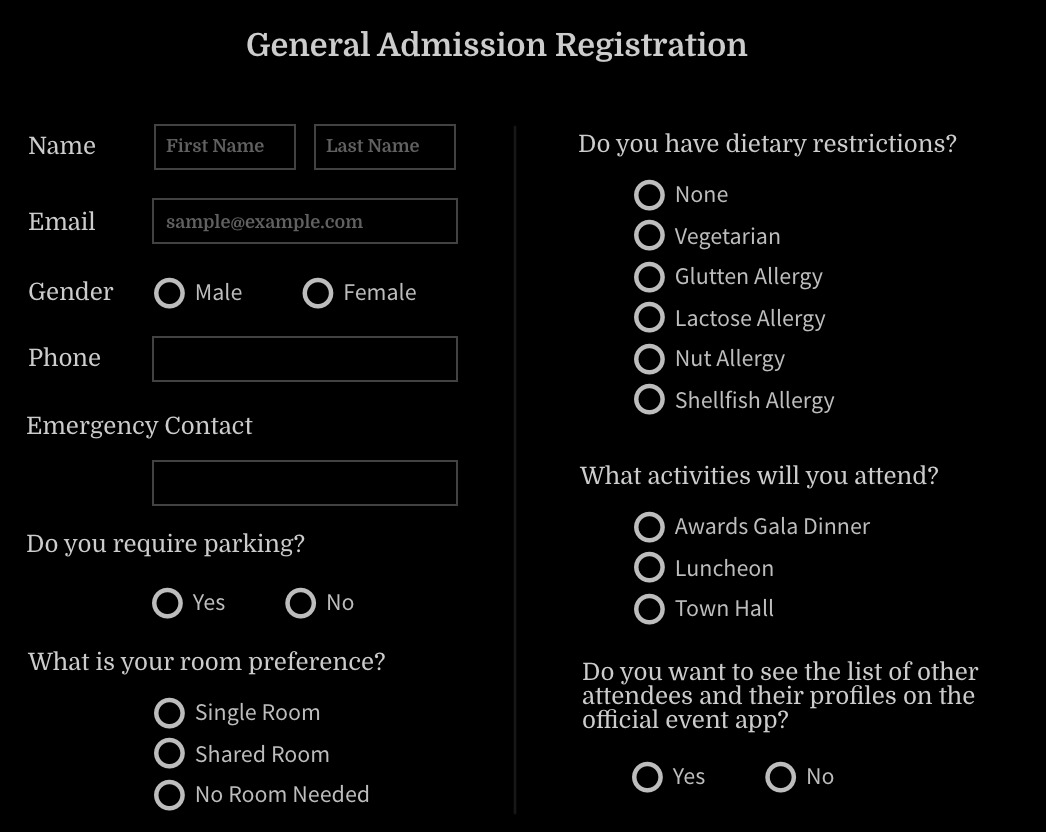 General Admission Registration
Name
First Name
Last Name
Email
sample@example.com
Gender
Male
Female
Phone
Emergency Contact
Do you require parking?
Yes
No
What is your room preference?
Single Room
Shared Room
No Room Needed
Do you have dietary restrictions?
None
Vegetarian
Glutten Allergy
Lactose Allergy
Nut Allergy
Shellfish Allergy
What activities will you attend?
Awards Gala Dinner
Luncheon
Town Hall
Do you want to see the list of other
attendees and their profiles on the
official event app?
Yes
No